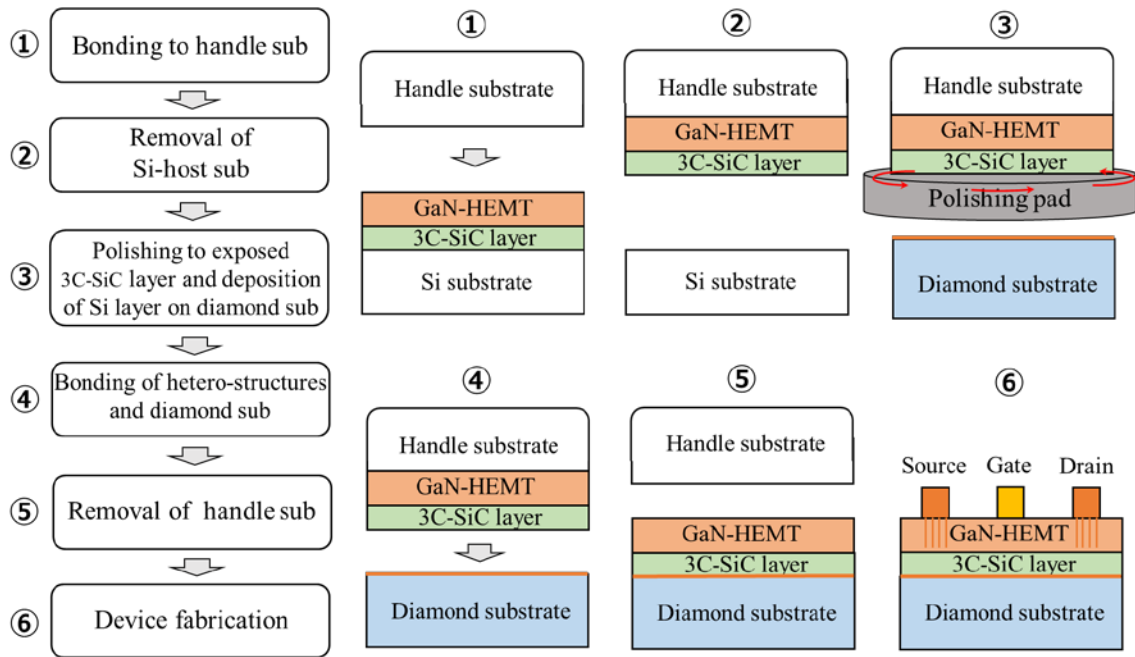 ①
Bonding to handle sub
②
Removal of
Si-host sub
③
Polishing to exposed
3C-SiC layer and deposition
of Si layer on diamond sub
④
Bonding of hetero-structures
and diamond sub
⑤
Removal of handle sub
⑥
Device fabrication
①
Handle substrate
GaN-HEMT
3C-SiC layer
Si substrate
②
Handle substrate
GaN-HEMT
3C-SiC layer
Si substrate
③
Handle substrate
GaN-HEMT
3C-SiC layer
Polishing pad
Diamond substrate
④
Handle substrate
GaN-HEMT
3C-SiC layer
Diamond substrate
⑤
Handle substrate
GaN-HEMT
3C-SiC layer
Diamond substrate
⑥
Source Gate Drain
GaN-HEMT
3C-SiC layer
Diamond substrate